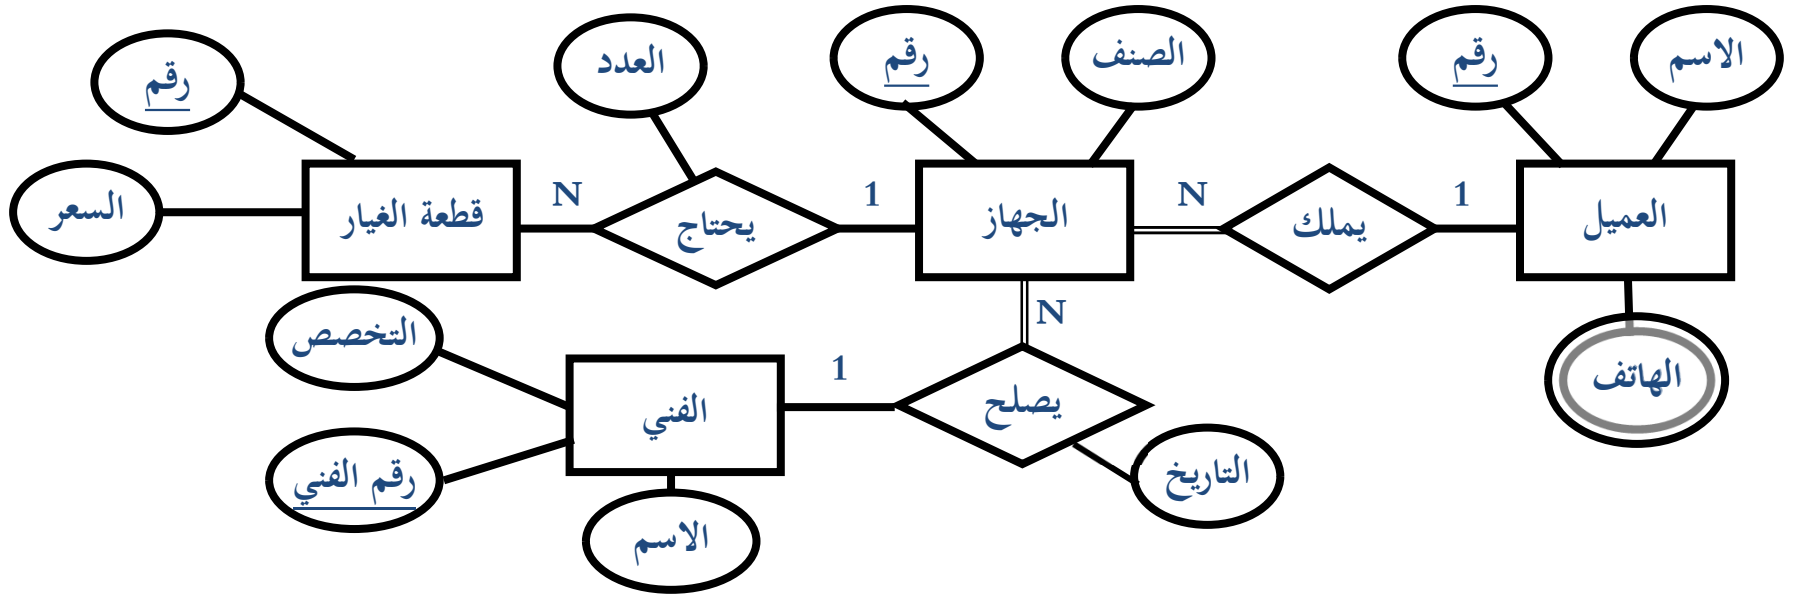 الاسم
رقم
الصنف
رقم
العدد
رقم
العميل
1
يملك
N
الجهاز
1
يحتاج
N
قطعة الغيار
السعر
الهاتف
N
يصلح
1
الفني
التخصص
التاريخ
رقم الفني
الاسم